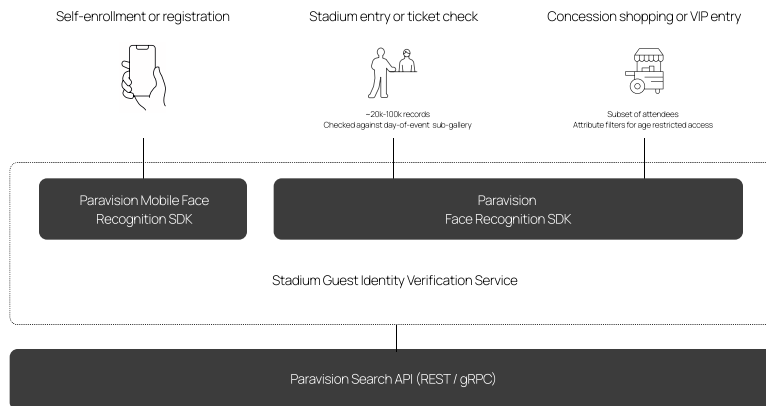 Self-enrollment or registration
Stadium entry or ticket check
Concession shopping or VIP entry
~20k-100k records
Checked against day-of-event sub-gallery
Subset of attendees
Attribute filters for age restricted access
Paravision Mobile Face
Recognition SDK
Paravision
Face Recognition SDK
Stadium Guest Identity Verification Service
Paravision Search API (REST / gRPC)